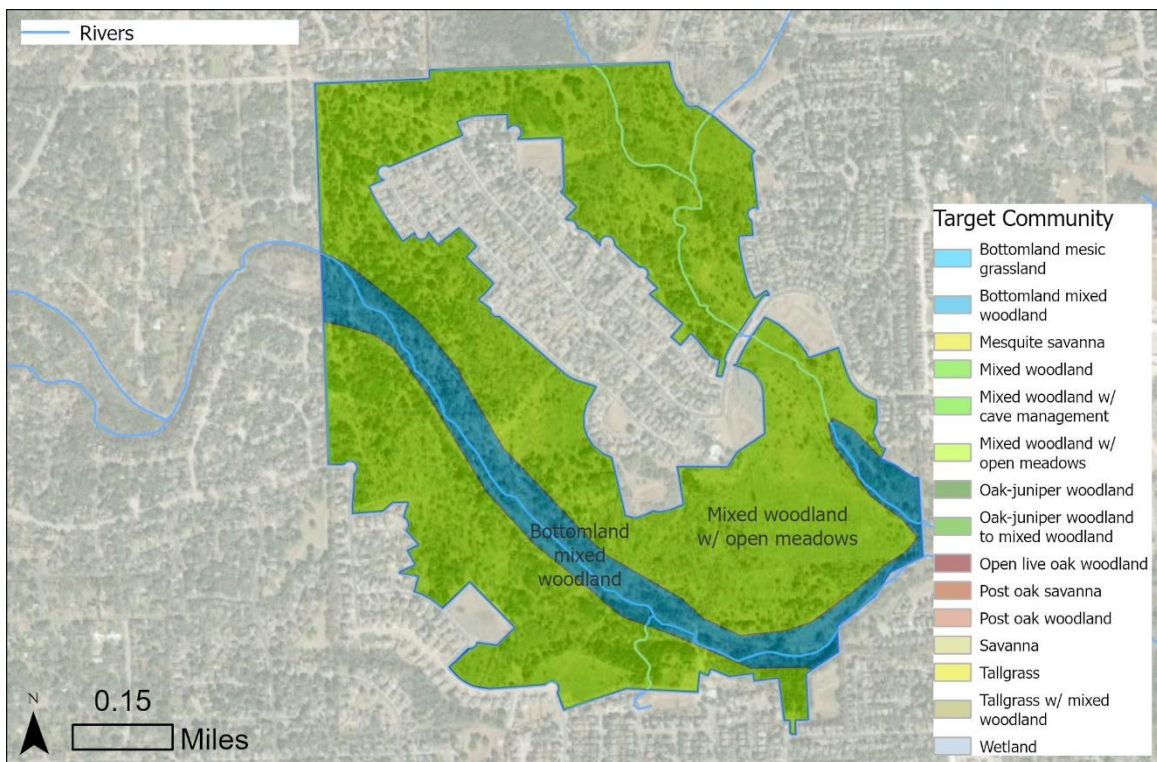 Rivers
Target Community
Bottomland mesic
grassland
Bottomland mixed
woodland
Mesquite savanna
Mixed woodland
Mixed woodland w/
cave management
Mixed woodland w/
open meadows
Oak-juniper woodland
Oak-juniper woodland
to mixed woodland
Open live oak woodland
Post oak savanna
Post oak woodland
Savanna
Tallgrass
Tallgrass w/ mixed
woodland
Wetland
Mixed woodland
w/ open meadows
Bottomland
mixed
woodland
N
0.15
Miles